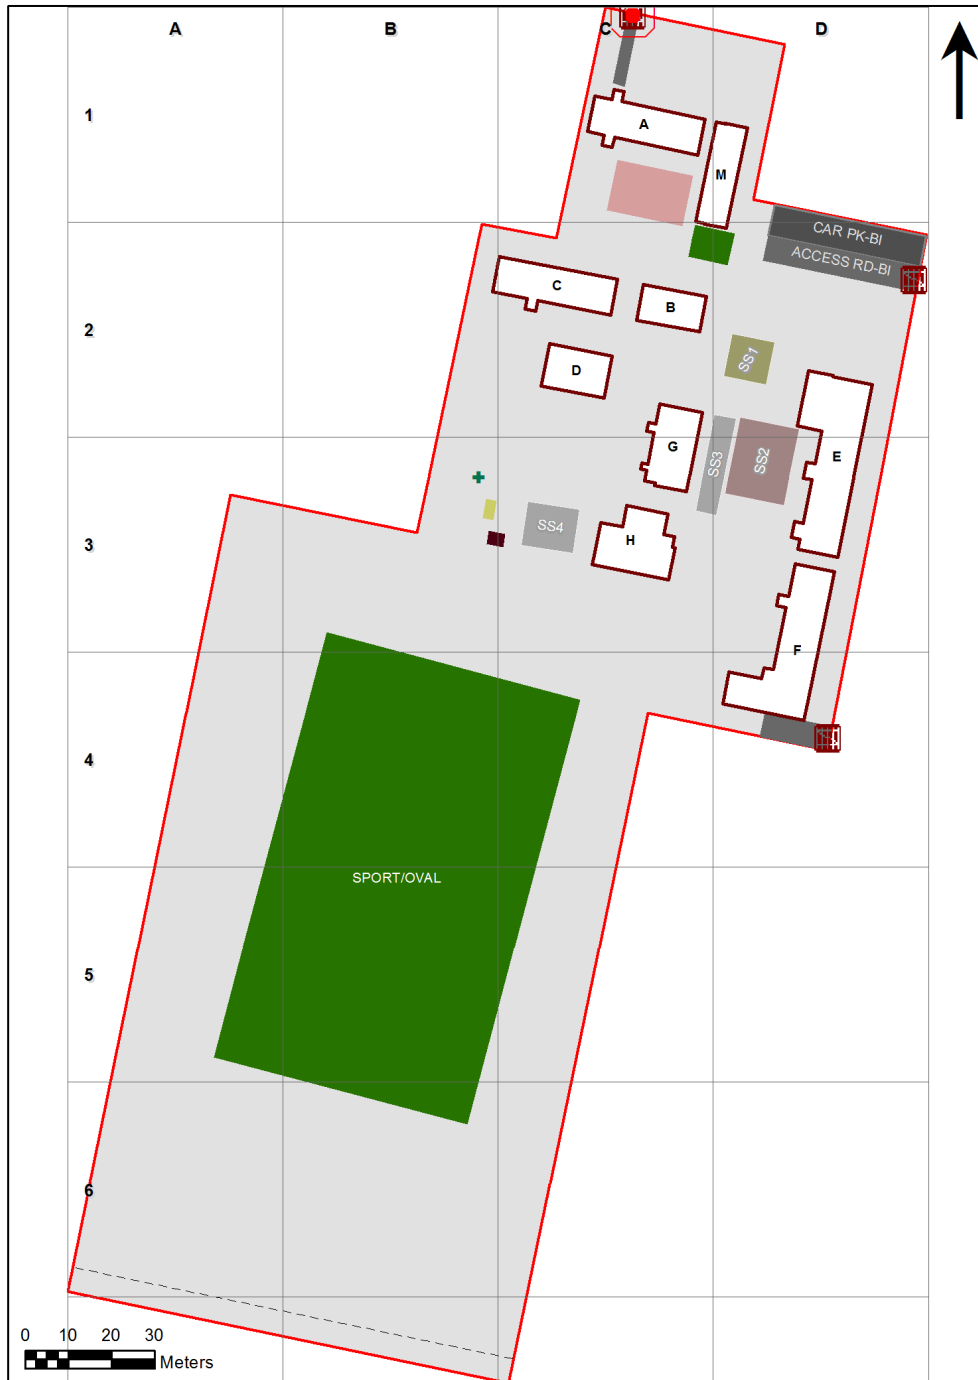 A B C D
1
A
M
CAR PK-BI
ACCESS RD-BI
C
B
2
SS1
D
G
E
SS3
SS2
SS4
H
3
F
4
SPORT/OVAL
5
6
0 10 20 30
Meters